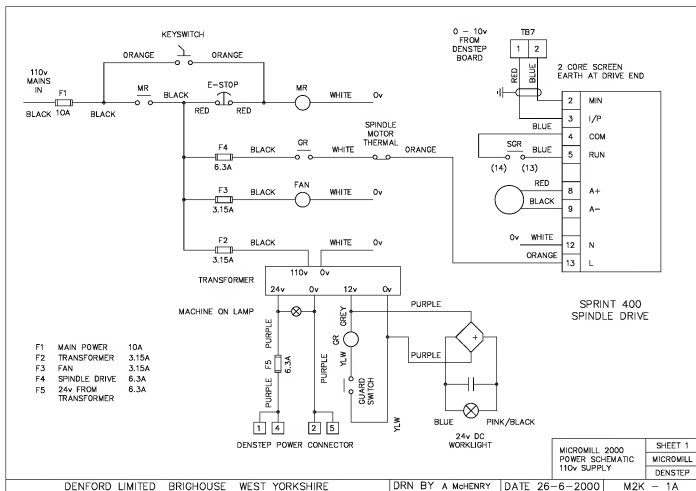 KEYSWITCH
ORANGE ORANGE
110v
MAINS
IN
F1
BLACK 10A BLACK
MR
BLACK
E-STOP
RED RED
MR
WHITE 0v
F4
6.3A
BLACK
GR
WHITE
SPINDLE
MOTOR
THERMAL
ORANGE
F3
3.15A
BLACK
FAN
WHITE 0v
F2
3.15A
BLACK
WHITE 0v
110v 0v
TRANSFORMER
24v 0v 12v 0v
MACHINE ON LAMP
PURPLE
F5
6.3A
PURPLE
PURPLE
GREY
GR
YLW
GUARD
SWITCH
YLW
PURPLE
PURPLE
+
BLUE PINK/BLACK
24v DC
WORKLIGHT
1 4 2 5
DENSTEP POWER CONNECTOR
0 - 10v
FROM
DENSTEP
BOARD
TB7
1 2
RED
BLUE
2 CORE SCREEN
EARTH AT DRIVE END
2 MIN
3 I/P
BLUE
4 COM
SGR BLUE
5 RUN
(14) (13)
RED
8 A+
BLACK
9 A-
0v WHITE
12 N
ORANGE
13 L
SPRINT 400
SPINDLE DRIVE
F1 MAIN POWER 10A
F2 TRANSFORMER 3.15A
F3 FAN 3.15A
F4 SPINDLE DRIVE 6.3A
F5 24v FROM 6.3A
TRANSFORMER
MICROMILL 2000
POWER SCHEMATIC
110v SUPPLY
SHEET 1
MICROMILL
DENSTEP
DENFORD LIMITED BRIGHOUSE WEST YORKSHIRE DRN BY A McHENRY DATE 26-6-2000 M2K - 1A